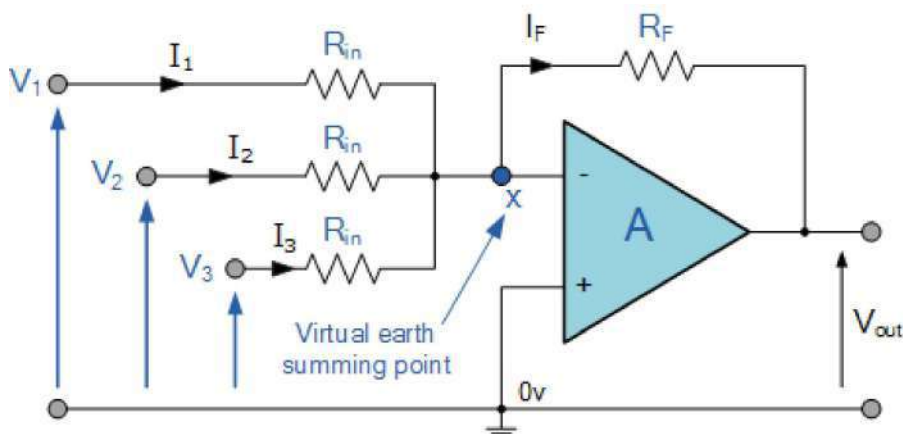 V1
I1
Rin
IF
RF
V2
I2
Rin
V3
I3
Rin
x
-
A
+
Virtual earth
summing point
0v
Vout